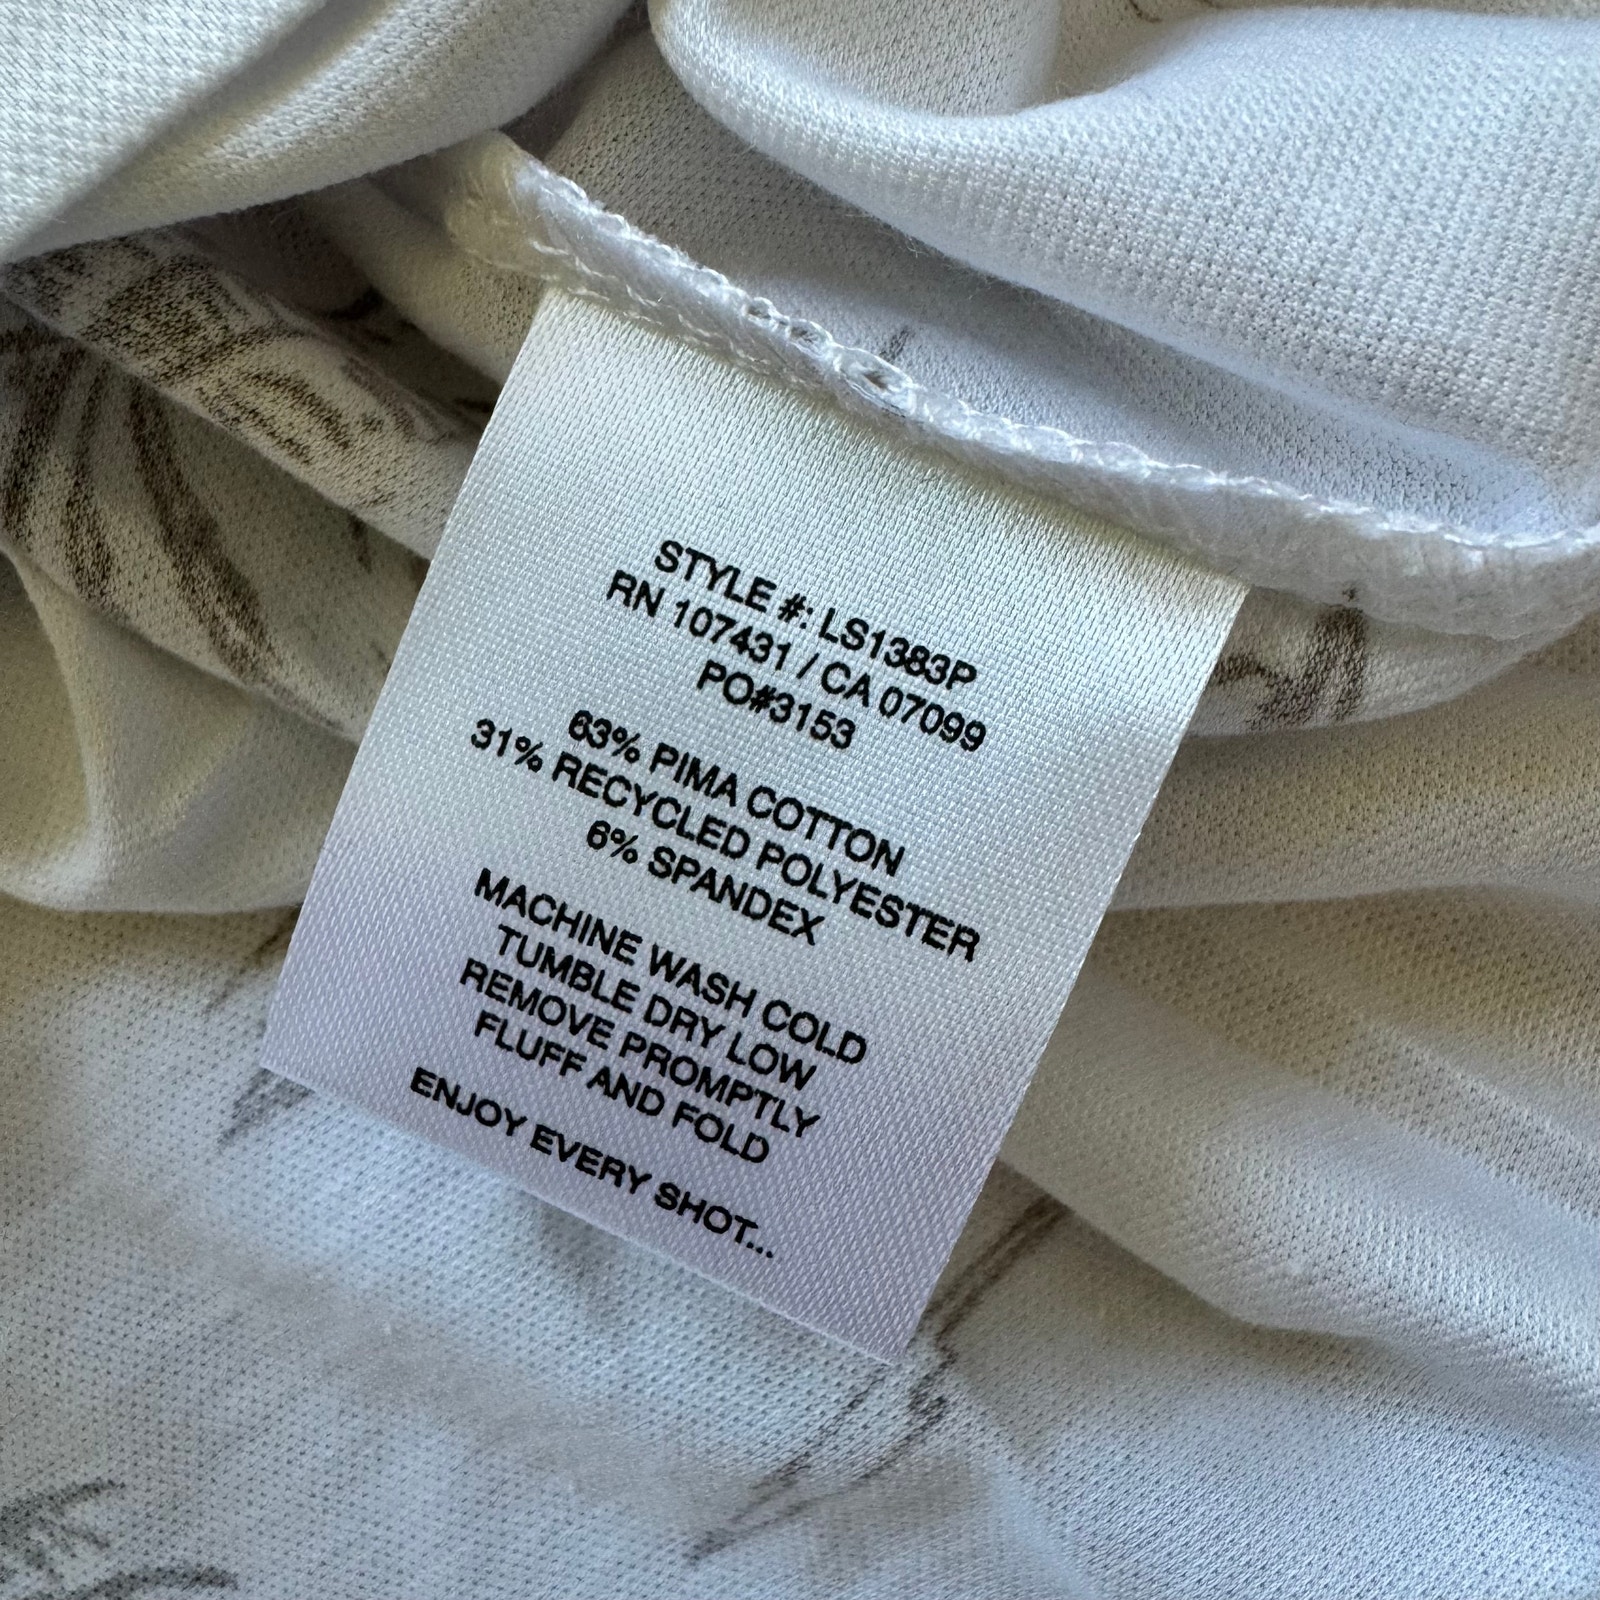 STYLE #: LS1383P
RN 107431 / CA 07099
PO#3153
63% PIMA COTTON
31% RECYCLED POLYESTER
6% SPANDEX
MACHINE WASH COLD
TUMBLE DRY LOW
REMOVE PROMPTLY
FLUFF AND FOLD
ENJOY EVERY SHOT...